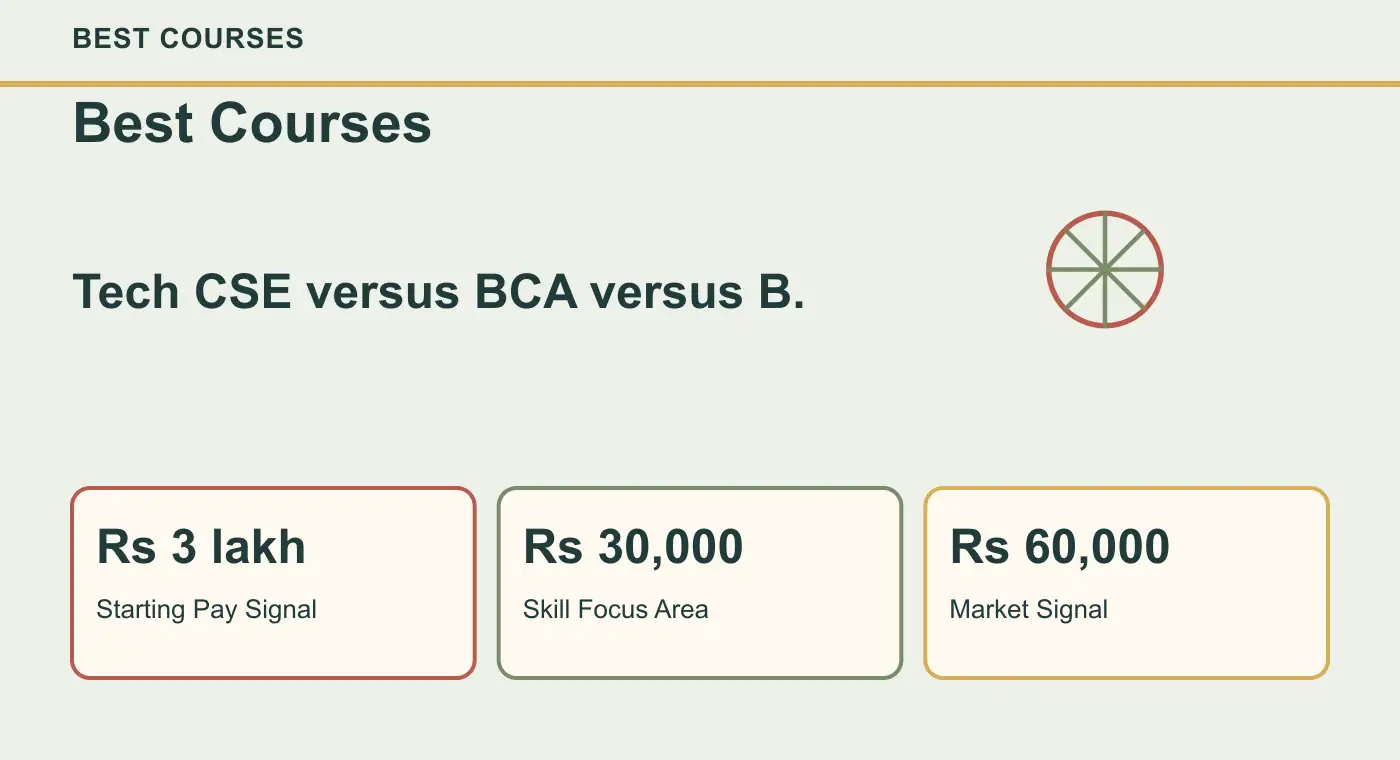 BEST COURSES
Best Courses
Tech CSE versus BCA versus B.
Rs 3 lakh
Starting Pay Signal
Rs 30,000
Skill Focus Area
Rs 60,000
Market Signal